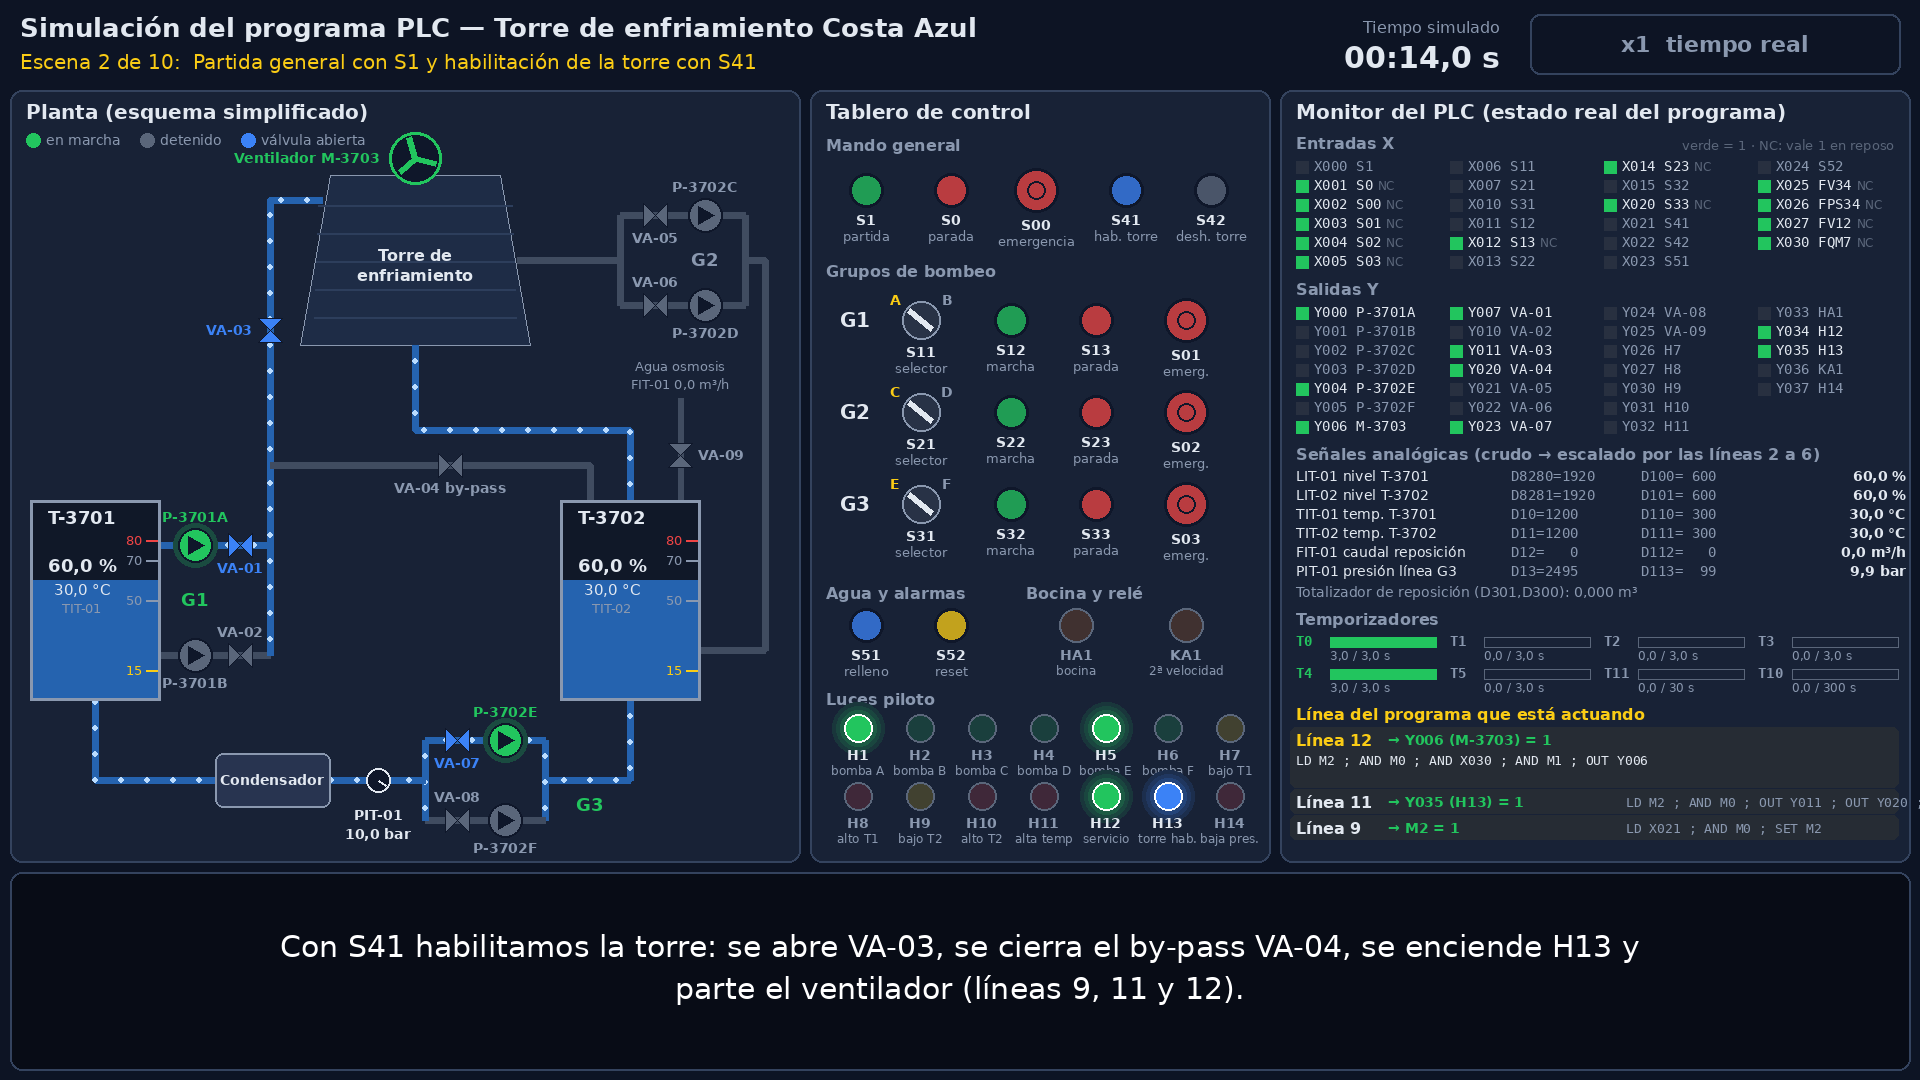 Simulación del programa PLC — Torre de enfriamiento Costa Azul
Escena 2 de 10:  Partida general con S1 y habilitación de la torre con S41
Tiempo simulado
00:14,0 s
x1  tiempo real
Planta (esquema simplificado)
en marcha
detenido
válvula abierta
Ventilador M-3703
P-3702C
VA-05
G2
VA-06
P-3702D
Torre de
enfriamiento
VA-03
Agua osmosis
FIT-01 0,0 m³/h
VA-09
VA-04 by-pass
T-3701
80
70
60,0 %
30,0 °C
TIT-01
50
15
P-3701A
VA-01
G1
VA-02
P-3701B
T-3702
80
70
60,0 %
30,0 °C
TIT-02
50
15
P-3702E
VA-07
VA-08
G3
P-3702F
Condensador
PIT-01
10,0 bar
Tablero de control
Mando general
S1
partida
S0
parada
S00
emergencia
S41
hab. torre
S42
desh. torre
Grupos de bombeo
G1
A
B
S11
selector
S12
marcha
S13
parada
S01
emerg.
G2
C
D
S21
selector
S22
marcha
S23
parada
S02
emerg.
G3
E
F
S31
selector
S32
marcha
S33
parada
S03
emerg.
Agua y alarmas
Bocina y relé
S51
relleno
S52
reset
HA1
bocina
KA1
2ª velocidad
Luces piloto
H1
bomba A
H2
bomba B
H3
bomba C
H4
bomba D
H5
bomba E
H6
bomba F
H7
bajo T1
H8
alto T1
H9
bajo T2
H10
alto T2
H11
alta temp
H12
servicio
H13
torre hab.
H14
baja pres.
Monitor del PLC (estado real del programa)
Entradas X
verde = 1 · NC: vale 1 en reposo
X000 S1
X006 S11
X014 S23 NC
X024 S52
X001 S0 NC
X007 S21
X015 S32
X025 FV34 NC
X002 S00 NC
X010 S31
X020 S33 NC
X026 FPS34 NC
X003 S01 NC
X011 S12
X021 S41
X027 FV12 NC
X004 S02 NC
X012 S13 NC
X022 S42
X030 FQM7 NC
X005 S03 NC
X013 S22
X023 S51
Salidas Y
Y000 P-3701A
Y007 VA-01
Y024 VA-08
Y033 HA1
Y001 P-3701B
Y010 VA-02
Y025 VA-09
Y034 H12
Y002 P-3702C
Y011 VA-03
Y026 H7
Y035 H13
Y003 P-3702D
Y020 VA-04
Y027 H8
Y036 KA1
Y004 P-3702E
Y021 VA-05
Y030 H9
Y037 H14
Y005 P-3702F
Y022 VA-06
Y031 H10
Y006 M-3703
Y023 VA-07
Y032 H11
Señales analógicas (crudo → escalado por las líneas 2 a 6)
LIT-01 nivel T-3701 D8280=1920 D100= 600 60,0 %
LIT-02 nivel T-3702 D8281=1920 D101= 600 60,0 %
TIT-01 temp. T-3701 D10=1200 D110= 300 30,0 °C
TIT-02 temp. T-3702 D11=1200 D111= 300 30,0 °C
FIT-01 caudal reposición D12=   0 D112=   0 0,0 m³/h
PIT-01 presión línea G3 D13=2495 D113=  99 9,9 bar
Totalizador de reposición (D301,D300): 0,000 m³
Temporizadores
T0
3,0 / 3,0 s
T1
0,0 / 3,0 s
T2
0,0 / 3,0 s
T3
0,0 / 3,0 s
T4
3,0 / 3,0 s
T5
0,0 / 3,0 s
T11
0,0 / 30 s
T10
0,0 / 300 s
Línea del programa que está actuando
Línea 12 → Y006 (M-3703) = 1
LD M2 ; AND M0 ; AND X030 ; AND M1 ; OUT Y006
Línea 11 → Y035 (H13) = 1 LD M2 ; AND M0 ; OUT Y011 ; OUT Y020 ;
Línea 9 → M2 = 1 LD X021 ; AND M0 ; SET M2
Con S41 habilitamos la torre: se abre VA-03, se cierra el by-pass VA-04, se enciende H13 y
parte el ventilador (líneas 9, 11 y 12).